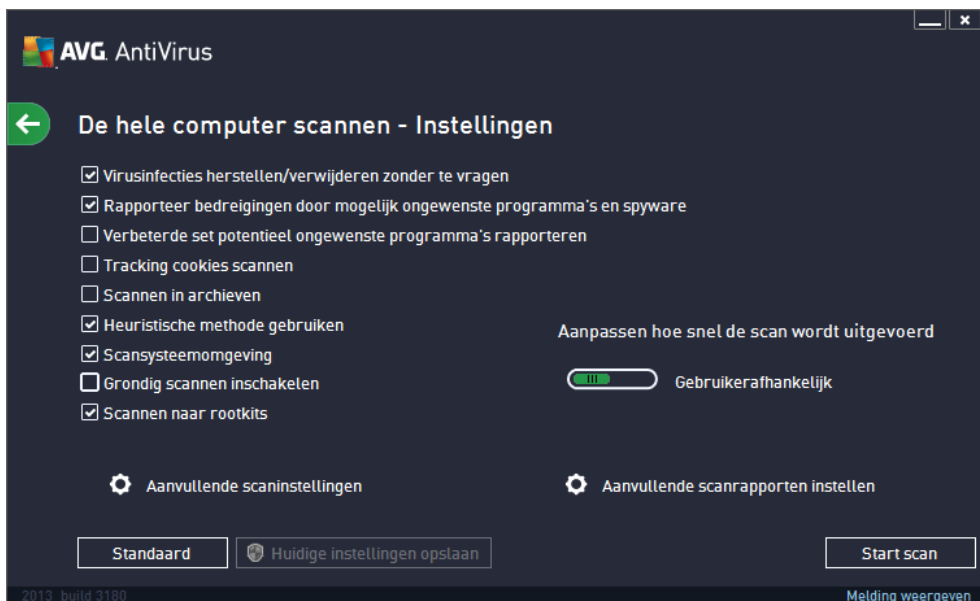 AVG. AntiVirus
De hele computer scannen - Instellingen
Virusinfecties herstellen/verwijderen zonder te vragen
Rapporteer bedreigingen door mogelijk ongewenste programma's en spyware
Verbeterde set potentieel ongewenste programma's rapporteren
Tracking cookies scannen
Scannen in archieven
Heuristische methode gebruiken
Scansysteemomgeving
Grondig scannen inschakelen
Scannen naar rootkits
Aanpassen hoe snel de scan wordt uitgevoerd
Gebruikerafhankelijk
Aanvullende scaninstellingen
Aanvullende scanrapporten instellen
Standaard
Huidige instellingen opslaan
Start scan
2013 build 3180
Melding weergeven